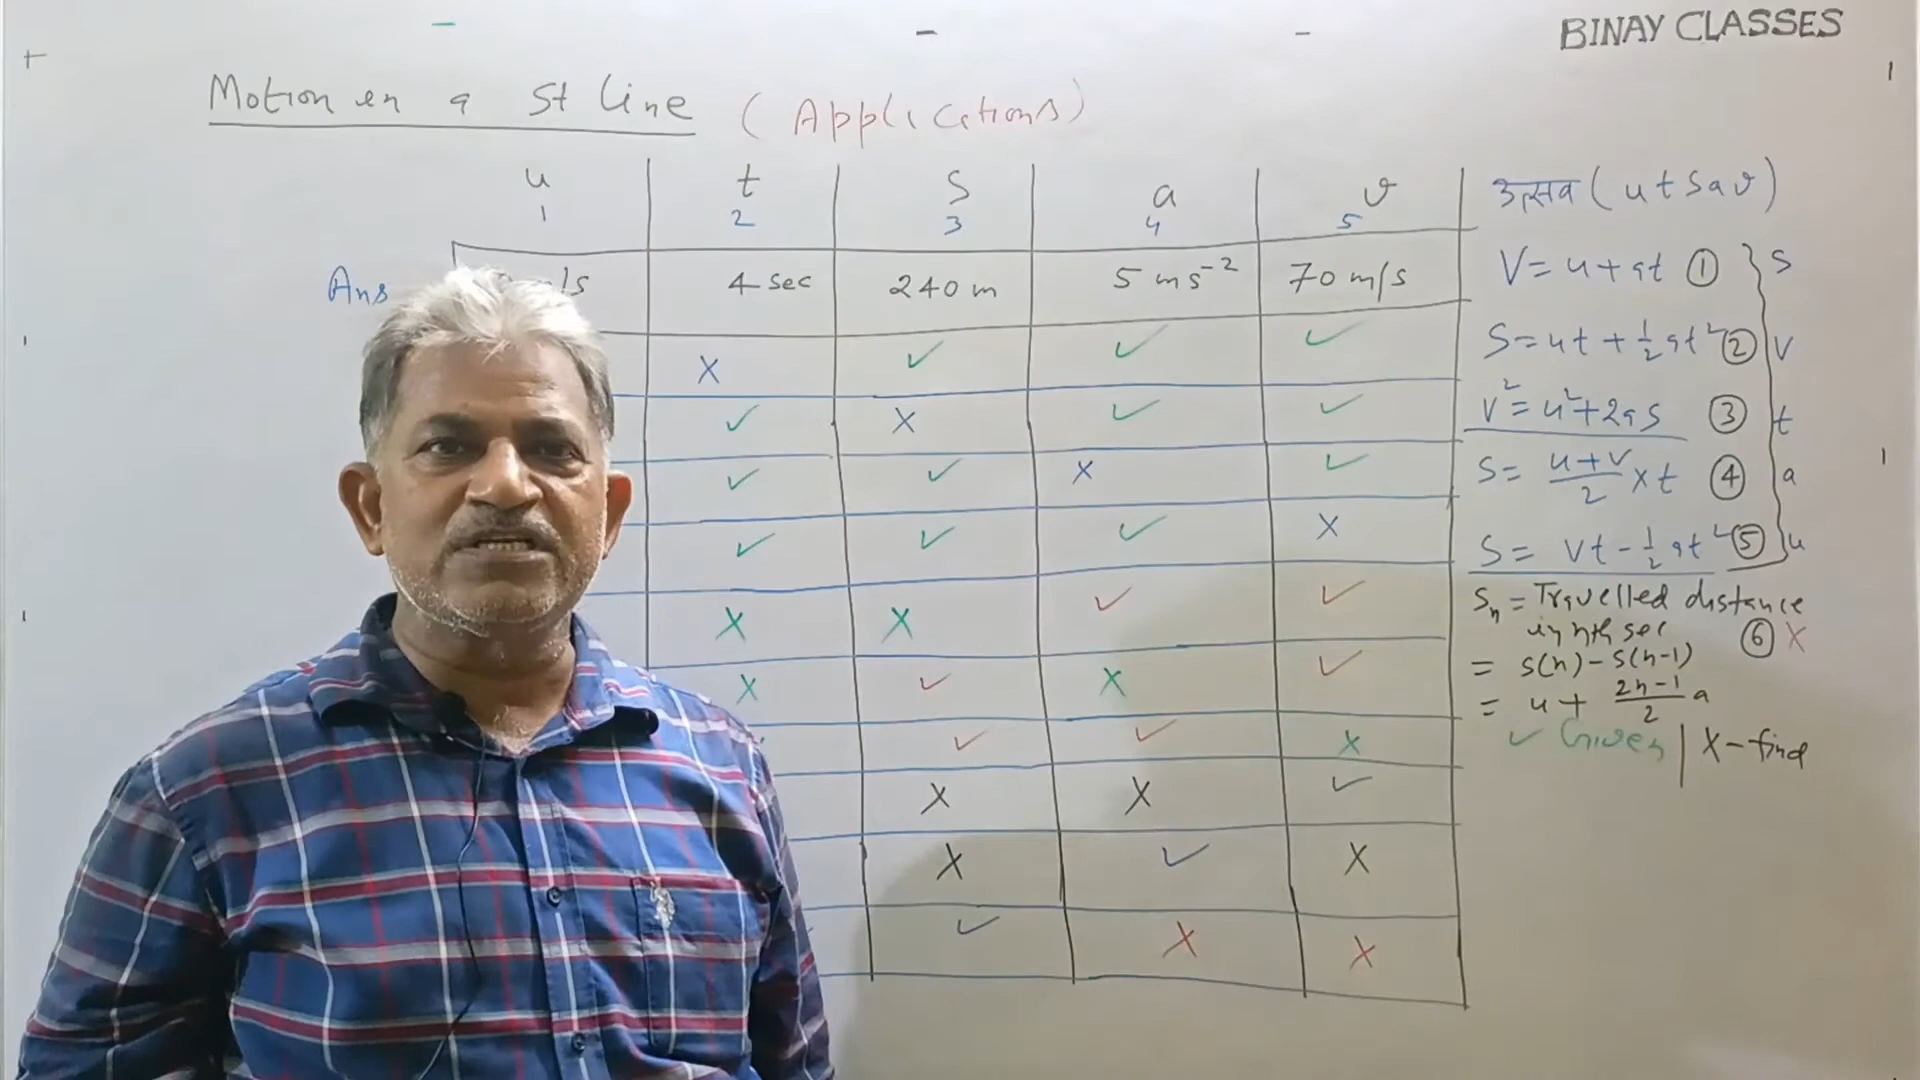 BINAY CLASSES
Motion in a St line (Applications)
u t S a v
1 2 3 4 5
Ans 4 sec 240 m 5 ms⁻² 70 m/s
✓ ✓ ✓
X
✓ X ✓ ✓
✓ ✓ X ✓
✓ ✓ ✓ X
X X ✓ ✓
X ✓ X ✓
✓ ✓ X
X X ✓
X ✓ X
✓ X X
उत्सव (utsav)
V = u + at ① S
S = ut + ½at² ② V
V² = u² + 2as ③ t
S = (u+v)/2 × t ④ a
S = Vt - ½at² ⑤ u
Sₙ = Travelled distance
in nth sec ⑥ X
= S(n) - S(n-1)
= u + (2n-1)/2 a
✓ Given | X - find